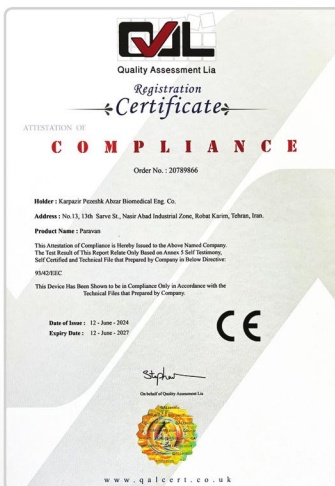 QAL
Quality Assessment Lia
Registration
Certificate
ATTESTATION OF
COMPLIANCE
Order No. : 20789866
Holder : Karpazir Pezeshk Abzar Biomedical Eng. Co.
Address : No.13, 13th Sarve St., Nasir Abad Industrial Zone, Robat Karim, Tehran, Iran.
Product Name : Paravan
This Attestation of Compliance is Hereby Issued to the Above Named Company.
The Test Result of This Report Relate Only Based on Annex 5 Self Testimony,
Self Certified and Technical File that Prepared by Company in Below Directive:
93/42/EEC
This Device Has Been Shown to be in Compliance Only in Accordance with the
Technical Files that Prepared by Company.
Date of Issue : 12 - June - 2024
Expiry Date : 12 - June - 2027
CE
On behalf of Quality Assessment Lia
www.qalcert.co.uk